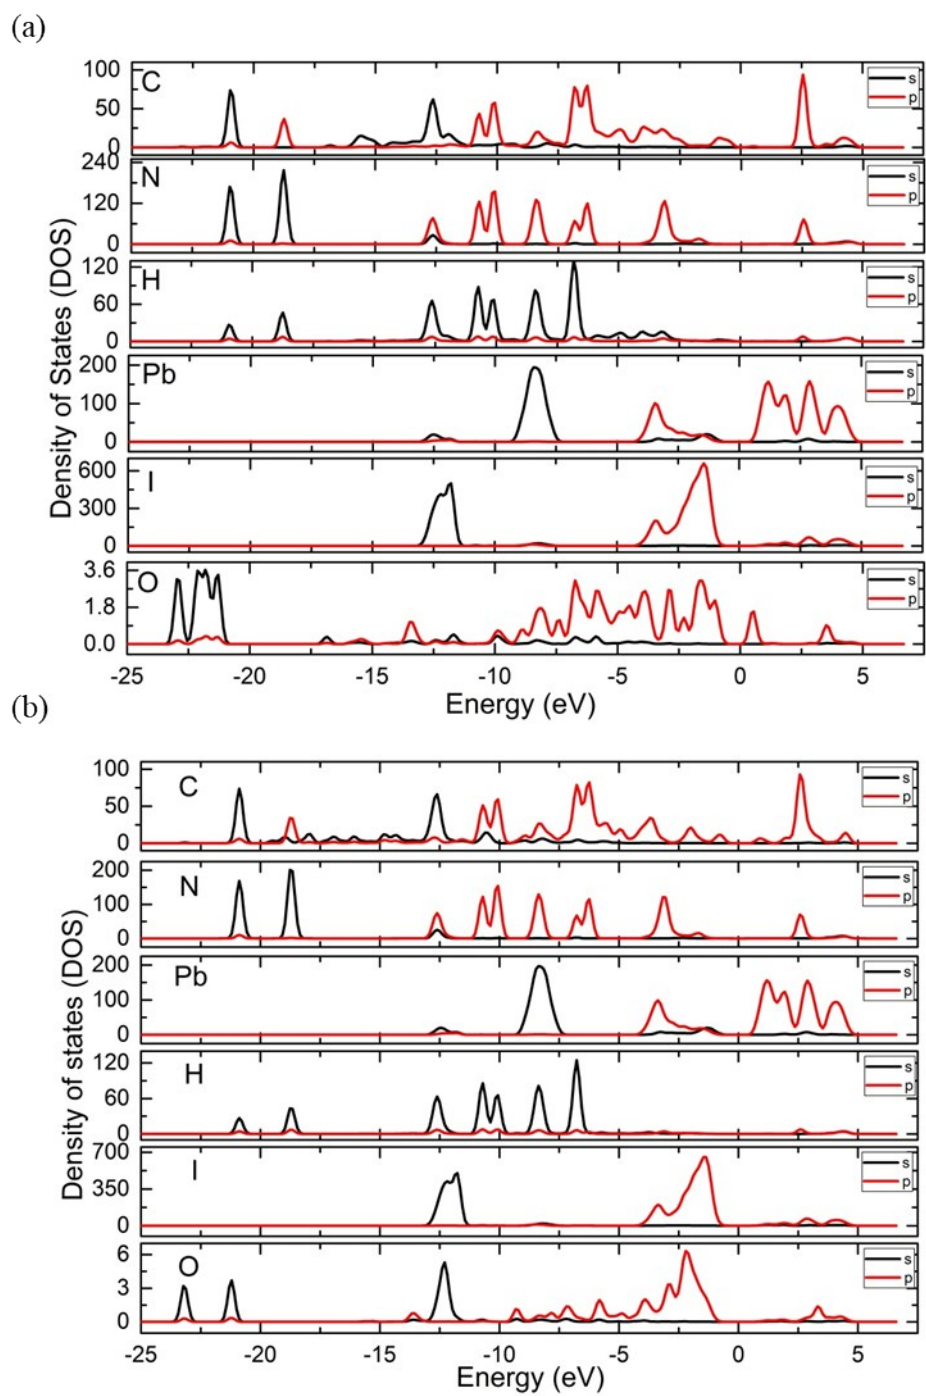 (a)
Density of States (DOS)
C
100
50
0
s
p
N
240
120
0
s
p
H
120
60
0
s
p
Pb
200
100
0
s
p
I
600
300
0
s
p
O
3.6
1.8
0.0
s
p
-25 -20 -15 -10 -5 0 5
Energy (eV)
(b)
Density of states (DOS)
C
100
50
0
s
p
N
200
100
0
s
p
Pb
200
100
0
s
p
H
120
60
0
s
p
I
700
350
0
s
p
O
6
3
0
s
p
-25 -20 -15 -10 -5 0 5
Energy (eV)